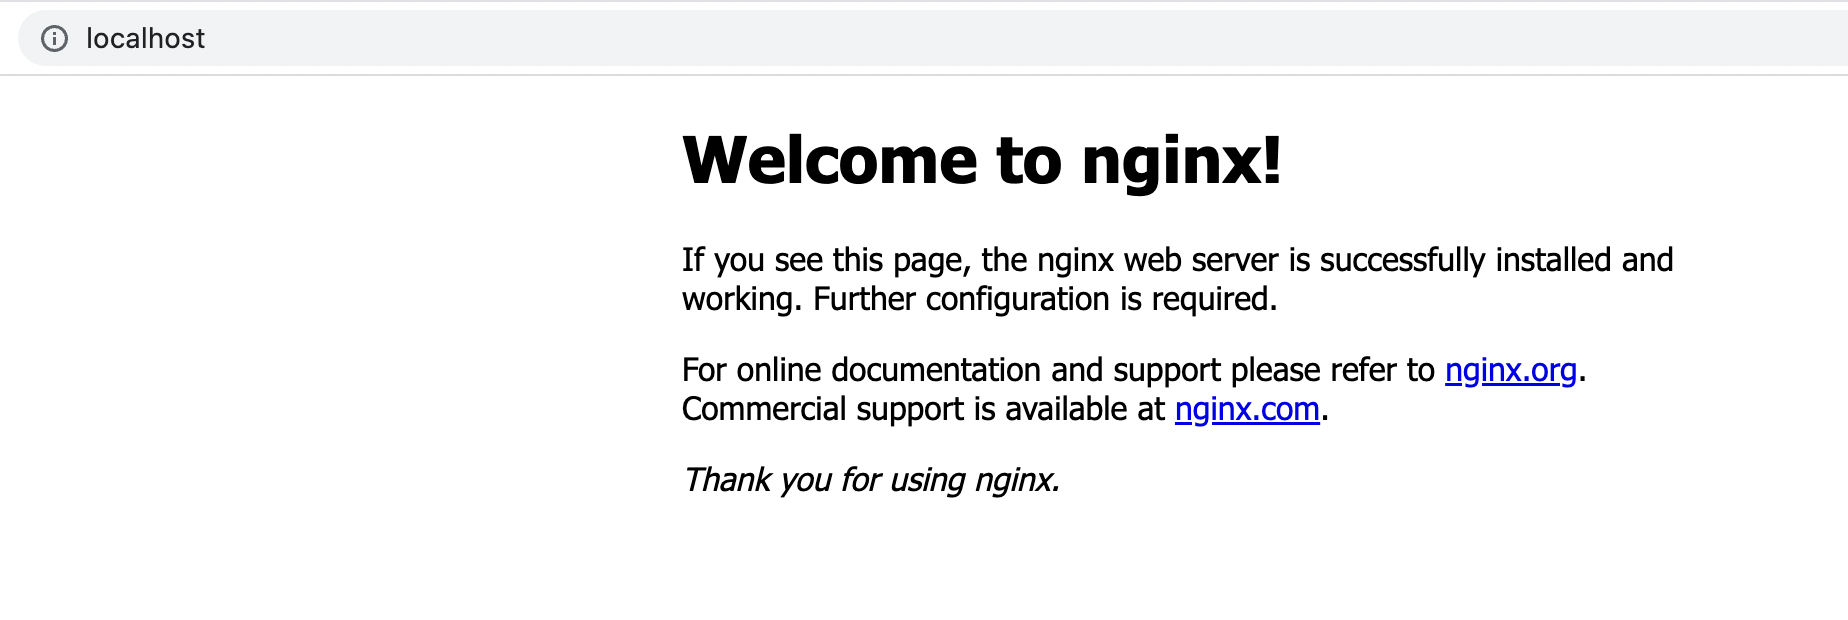 localhost
Welcome to nginx!
If you see this page, the nginx web server is successfully installed and
working. Further configuration is required.
For online documentation and support please refer to nginx.org.
Commercial support is available at nginx.com.
Thank you for using nginx.